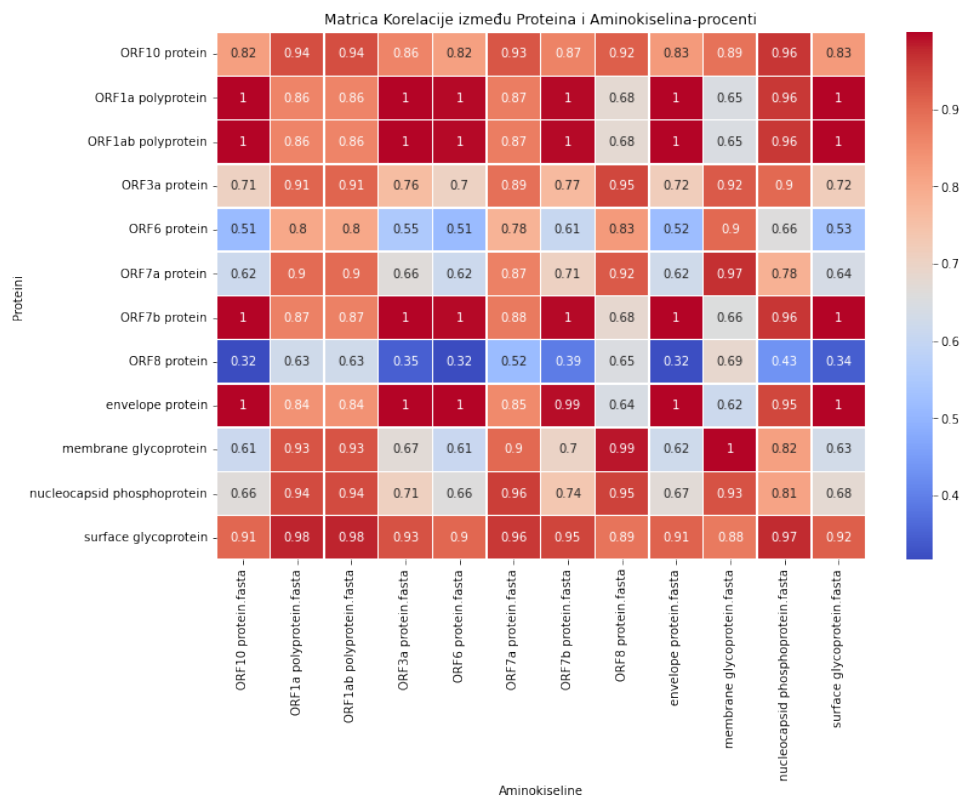 Matrica Korelacije između Proteina i Aminokiselina-procenti
ORF10 protein 0.82 0.94 0.94 0.86 0.82 0.93 0.87 0.92 0.83 0.89 0.96 0.83
ORF1a polyprotein 1 0.86 0.86 1 1 0.87 1 0.68 1 0.65 0.96 1
ORF1ab polyprotein 1 0.86 0.86 1 1 0.87 1 0.68 1 0.65 0.96 1
ORF3a protein 0.71 0.91 0.91 0.76 0.7 0.89 0.77 0.95 0.72 0.92 0.9 0.72
ORF6 protein 0.51 0.8 0.8 0.55 0.51 0.78 0.61 0.83 0.52 0.9 0.66 0.53
ORF7a protein 0.62 0.9 0.9 0.66 0.62 0.87 0.71 0.92 0.62 0.97 0.78 0.64
ORF7b protein 1 0.87 0.87 1 1 0.88 1 0.68 1 0.66 0.96 1
ORF8 protein 0.32 0.63 0.63 0.35 0.32 0.52 0.39 0.65 0.32 0.69 0.43 0.34
envelope protein 1 0.84 0.84 1 1 0.85 0.99 0.64 1 0.62 0.95 1
membrane glycoprotein 0.61 0.93 0.93 0.67 0.61 0.9 0.7 0.99 0.62 1 0.82 0.63
nucleocapsid phosphoprotein 0.66 0.94 0.94 0.71 0.66 0.96 0.74 0.95 0.67 0.93 0.81 0.68
surface glycoprotein 0.91 0.98 0.98 0.93 0.9 0.96 0.95 0.89 0.91 0.88 0.97 0.92
Proteini
ORF10 protein.fasta
ORF1a polyprotein.fasta
ORF1ab polyprotein.fasta
ORF3a protein.fasta
ORF6 protein.fasta
ORF7a protein.fasta
ORF7b protein.fasta
ORF8 protein.fasta
envelope protein.fasta
membrane glycoprotein.fasta
nucleocapsid phosphoprotein.fasta
surface glycoprotein.fasta
Aminokiseline
0.9
0.8
0.7
0.6
0.5
0.4